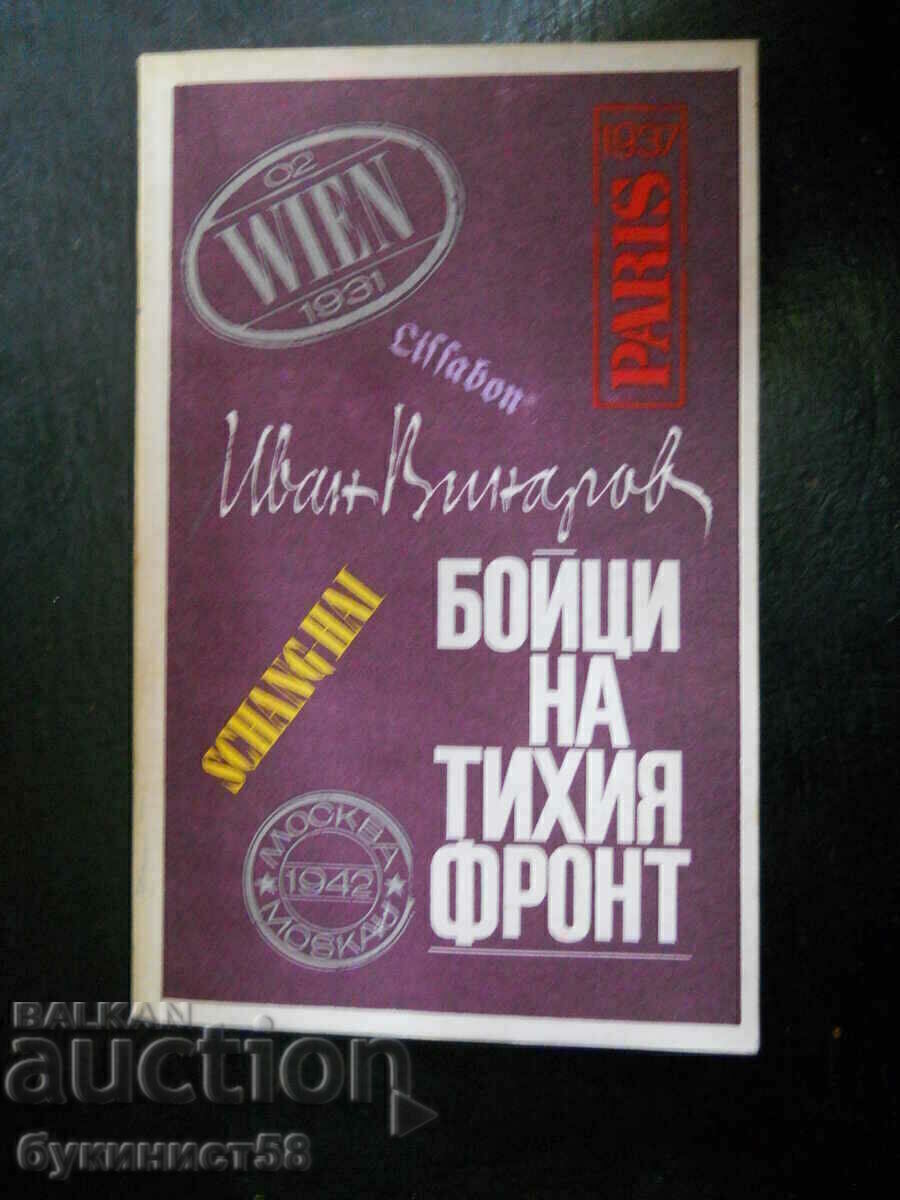 02
WIEN
1931
1937
PARIS
Lissabon
Иван Винаров
SCHANGHAI
БОЙЦИ
НА
ТИХИЯ
ФРОНТ
МОСКВА
1942
MOSKAU
BALKAN
auction
букинист58